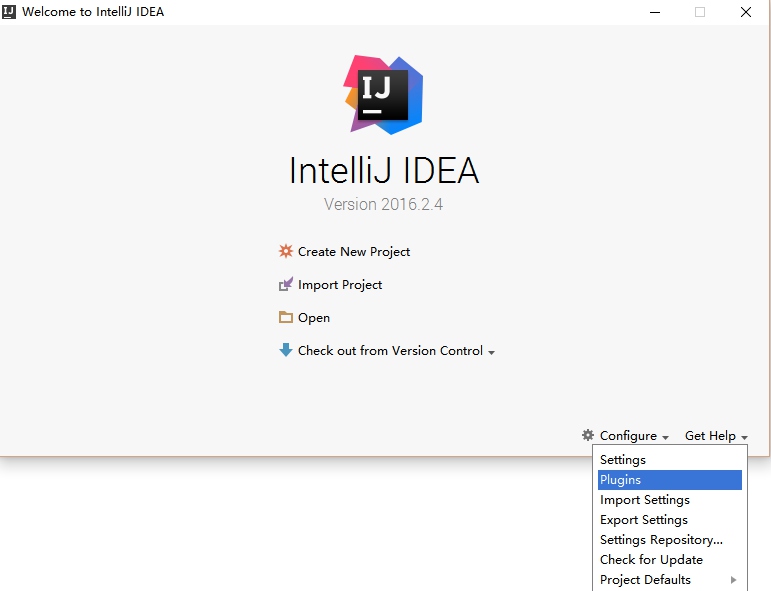 IJ Welcome to IntelliJ IDEA
IJ
IntelliJ IDEA
Version 2016.2.4
Create New Project
Import Project
Open
Check out from Version Control
Configure Get Help
Settings
Plugins
Import Settings
Export Settings
Settings Repository...
Check for Update
Project Defaults